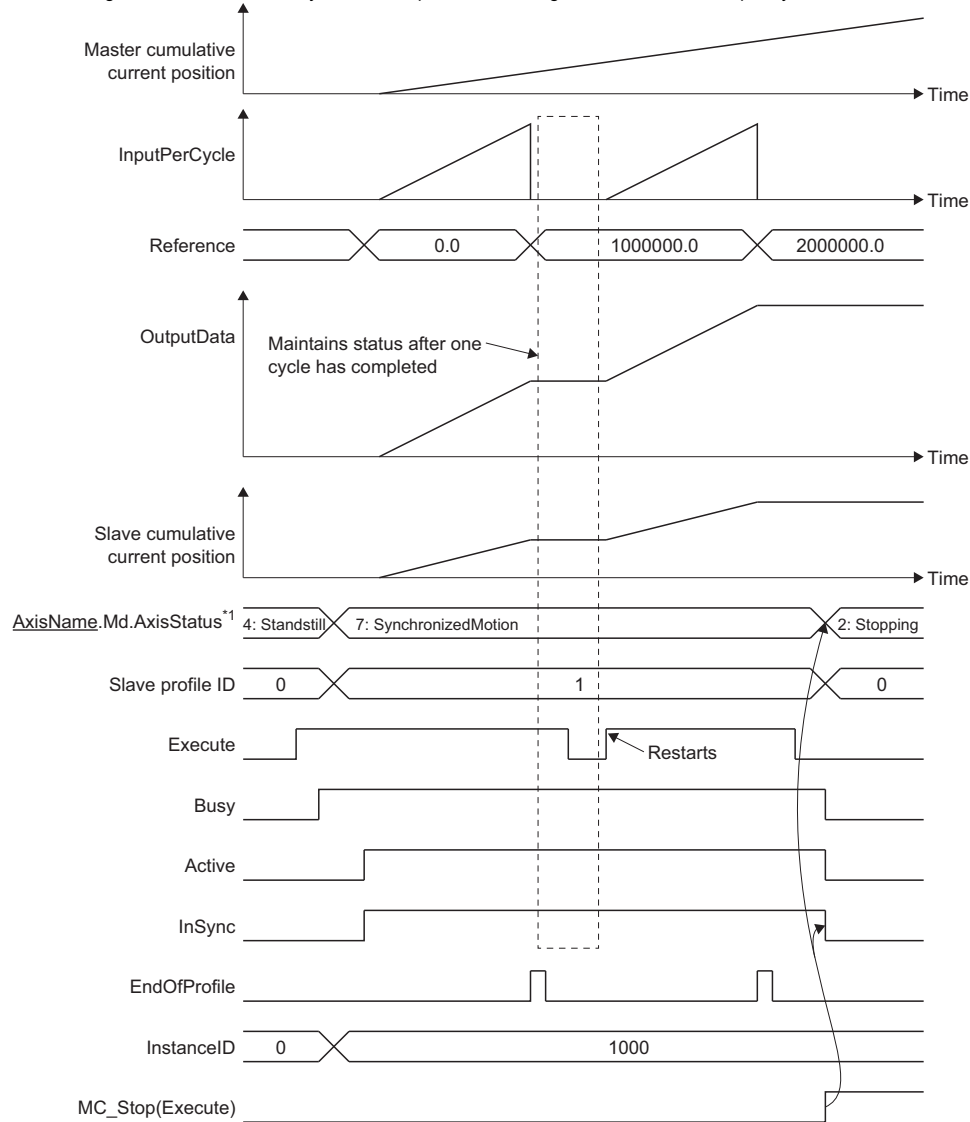 Master cumulative
current position
Time
InputPerCycle
Time
Reference
0.0
1000000.0
2000000.0
OutputData
Maintains status after one
cycle has completed
Time
Slave cumulative
current position
Time
AxisName.Md.AxisStatus*1
4: Standstill
7: SynchronizedMotion
2: Stopping
Slave profile ID
0
1
0
Execute
Restarts
Busy
Active
InSync
EndOfProfile
InstanceID
0
1000
MC_Stop(Execute)